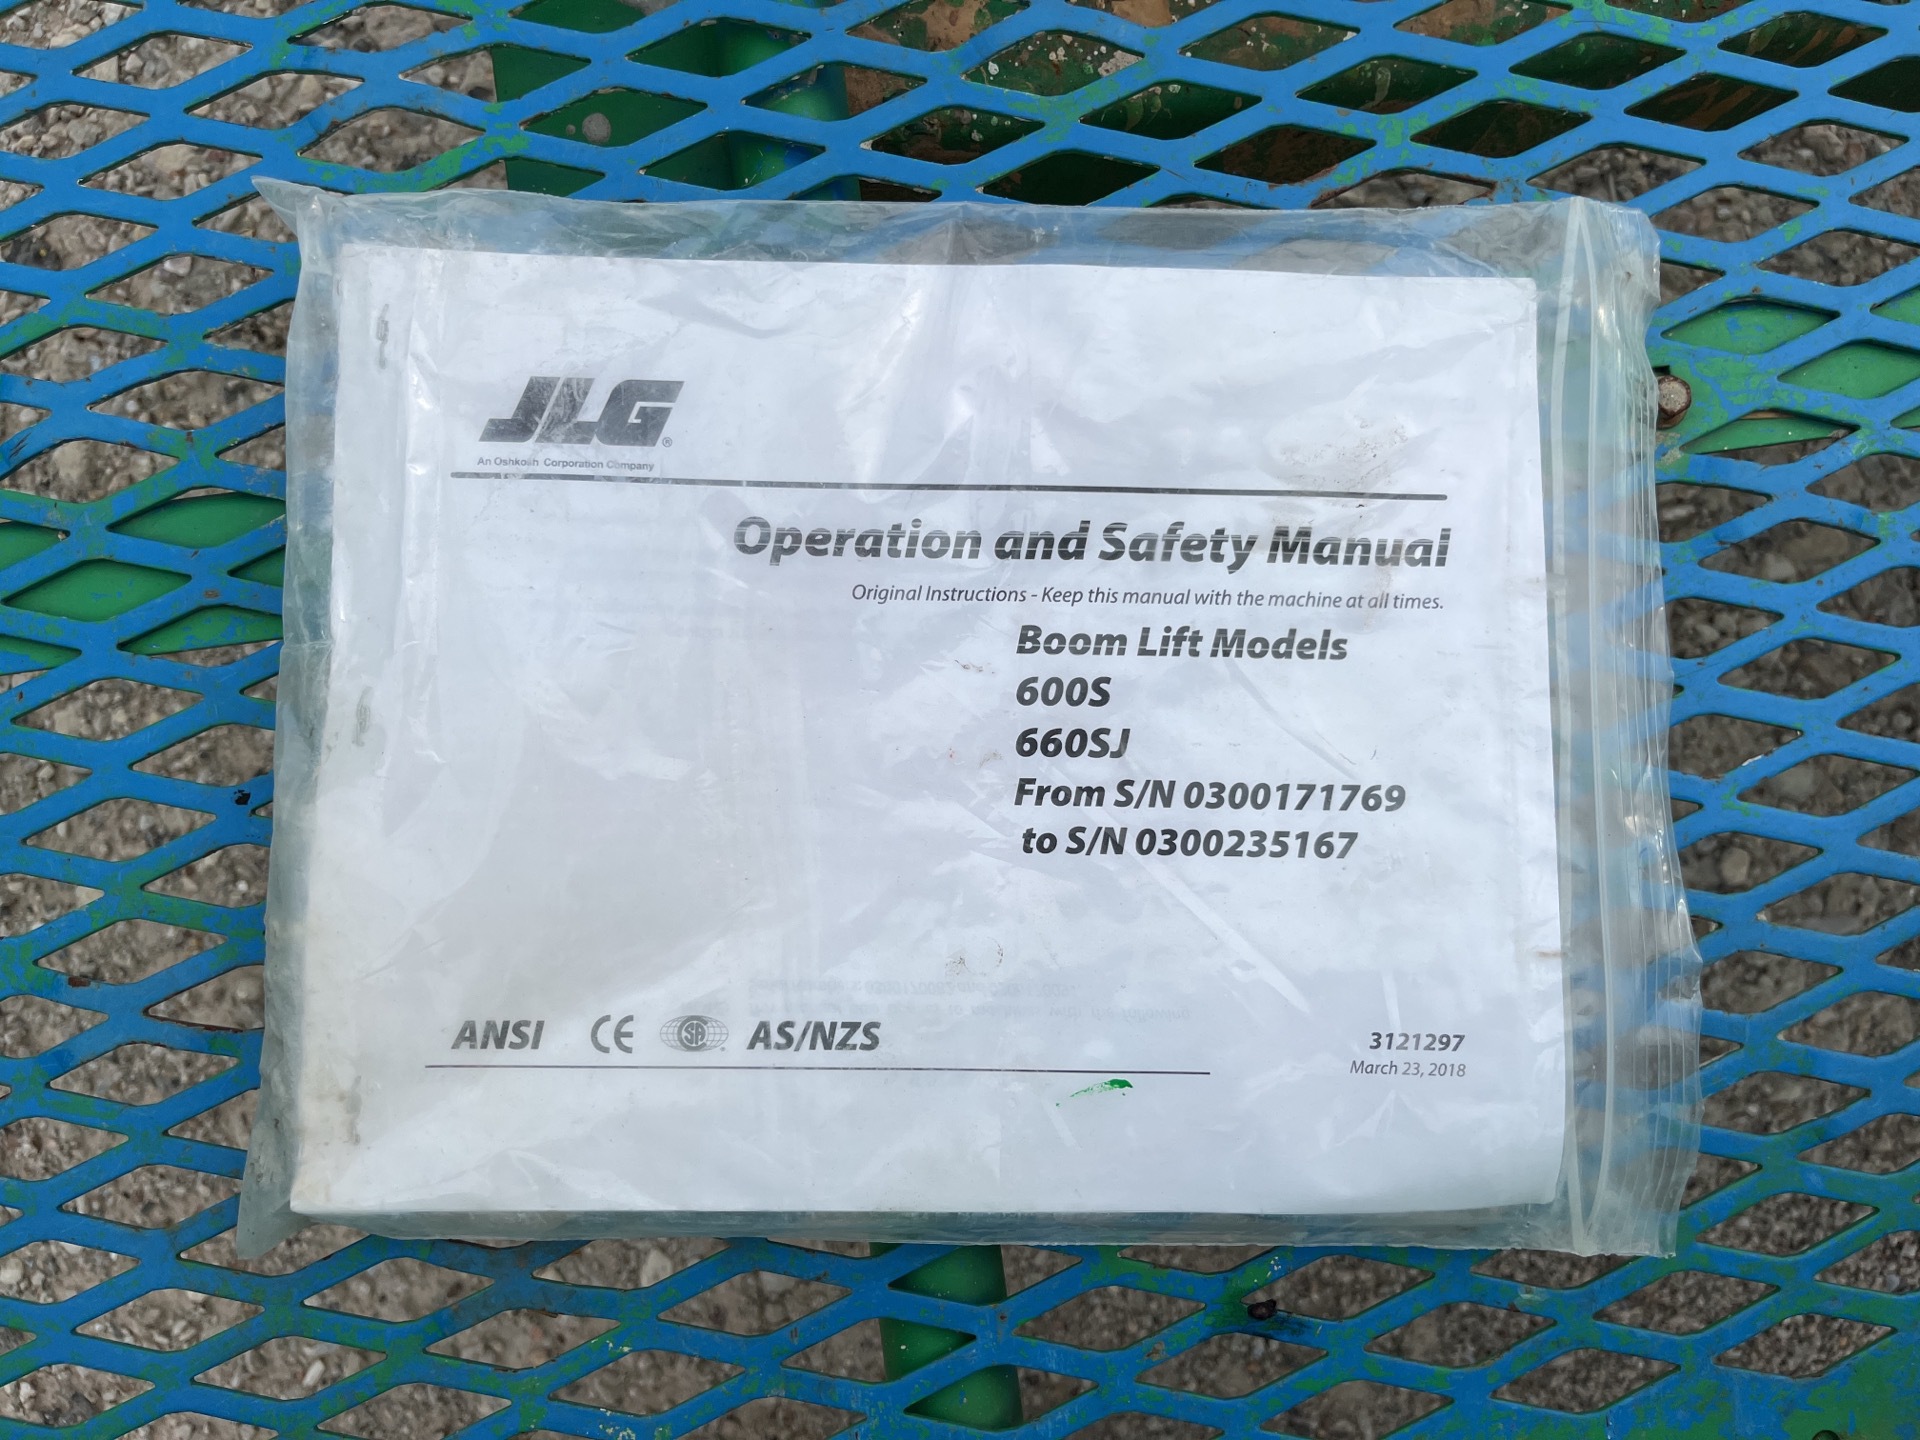 JLG®
An Oshkosh Corporation Company
Operation and Safety Manual
Original Instructions - Keep this manual with the machine at all times.
Boom Lift Models
600S
660SJ
From S/N 0300171769
to S/N 0300235167
ANSI CE SA AS/NZS
3121297
March 23, 2018